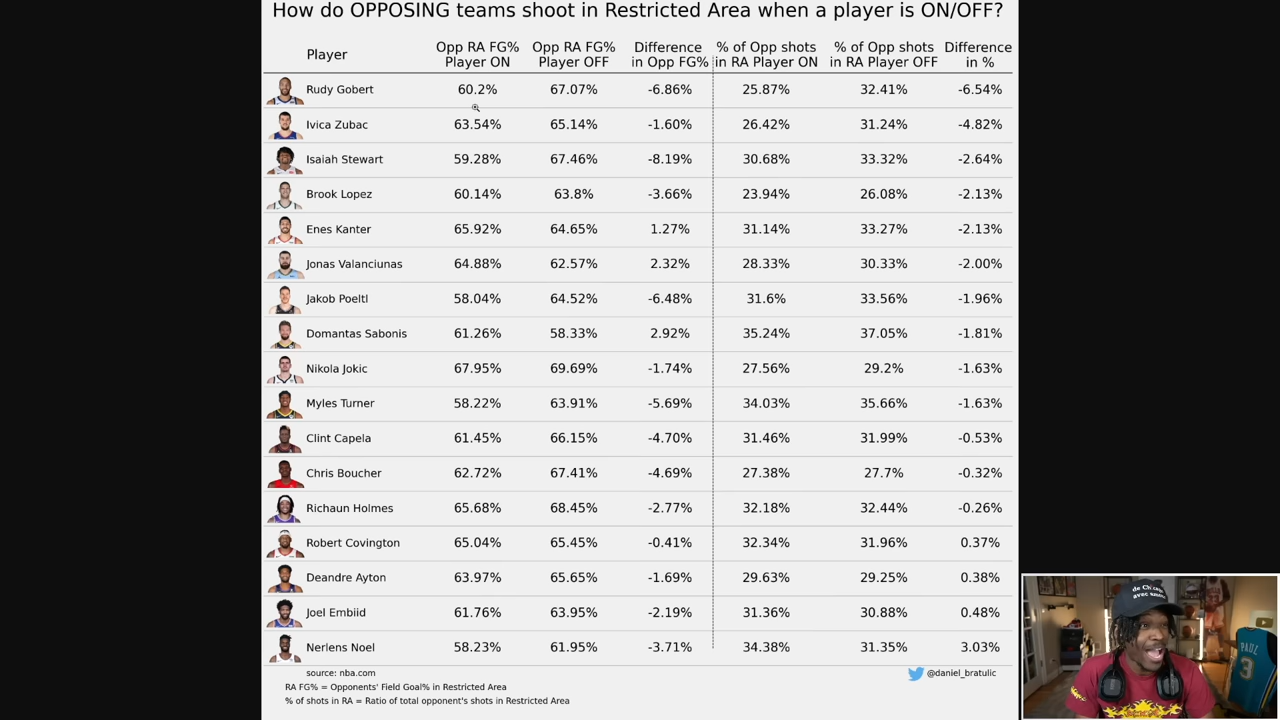 How do OPPOSING teams shoot in Restricted Area when a player is ON/OFF?
Player Opp RA FG% Player ON Opp RA FG% Player OFF Difference in Opp FG% % of Opp shots in RA Player ON % of Opp shots in RA Player OFF Difference in %
Rudy Gobert 60.2% 67.07% -6.86% 25.87% 32.41% -6.54%
Ivica Zubac 63.54% 65.14% -1.60% 26.42% 31.24% -4.82%
Isaiah Stewart 59.28% 67.46% -8.19% 30.68% 33.32% -2.64%
Brook Lopez 60.14% 63.8% -3.66% 23.94% 26.08% -2.13%
Enes Kanter 65.92% 64.65% 1.27% 31.14% 33.27% -2.13%
Jonas Valanciunas 64.88% 62.57% 2.32% 28.33% 30.33% -2.00%
Jakob Poeltl 58.04% 64.52% -6.48% 31.6% 33.56% -1.96%
Domantas Sabonis 61.26% 58.33% 2.92% 35.24% 37.05% -1.81%
Nikola Jokic 67.95% 69.69% -1.74% 27.56% 29.2% -1.63%
Myles Turner 58.22% 63.91% -5.69% 34.03% 35.66% -1.63%
Clint Capela 61.45% 66.15% -4.70% 31.46% 31.99% -0.53%
Chris Boucher 62.72% 67.41% -4.69% 27.38% 27.7% -0.32%
Richaun Holmes 65.68% 68.45% -2.77% 32.18% 32.44% -0.26%
Robert Covington 65.04% 65.45% -0.41% 32.34% 31.96% 0.37%
Deandre Ayton 63.97% 65.65% -1.69% 29.63% 29.25% 0.38%
Joel Embiid 61.76% 63.95% -2.19% 31.36% 30.88% 0.48%
Nerlens Noel 58.23% 61.95% -3.71% 34.38% 31.35% 3.03%
source: nba.com @daniel_bratulic
RA FG% = Opponents' Field Goal% in Restricted Area
% of shots in RA = Ratio of total opponent's shots in Restricted Area
PAUL
3